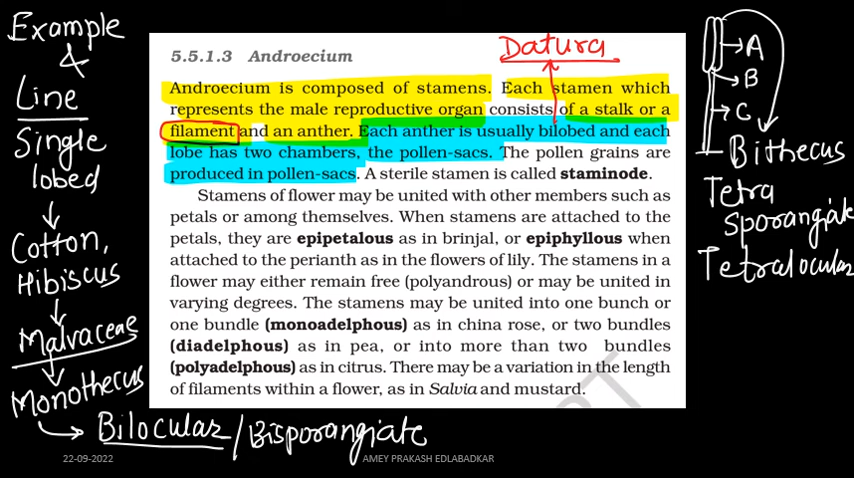 Example
&
Line
Single
lobed
Cotton,
Hibiscus
Malvaceae
Monothecus
Bilocular / Bisporangiate
Datura
5.5.1.3 Androecium
Androecium is composed of stamens. Each stamen which
represents the male reproductive organ consists of a stalk or a
filament and an anther. Each anther is usually bilobed and each
lobe has two chambers, the pollen-sacs. The pollen grains are
produced in pollen-sacs. A sterile stamen is called staminode.
Stamens of flower may be united with other members such as
petals or among themselves. When stamens are attached to the
petals, they are epipetalous as in brinjal, or epiphyllous when
attached to the perianth as in the flowers of lily. The stamens in a
flower may either remain free (polyandrous) or may be united in
varying degrees. The stamens may be united into one bunch or
one bundle (monoadelphous) as in china rose, or two bundles
(diadelphous) as in pea, or into more than two bundles
(polyadelphous) as in citrus. There may be a variation in the length
of filaments within a flower, as in Salvia and mustard.
A
B
C
Bithecus
Tetra
Sporangiate
Tetralocular
22-09-2022
AMEY PRAKASH EDLABADKAR